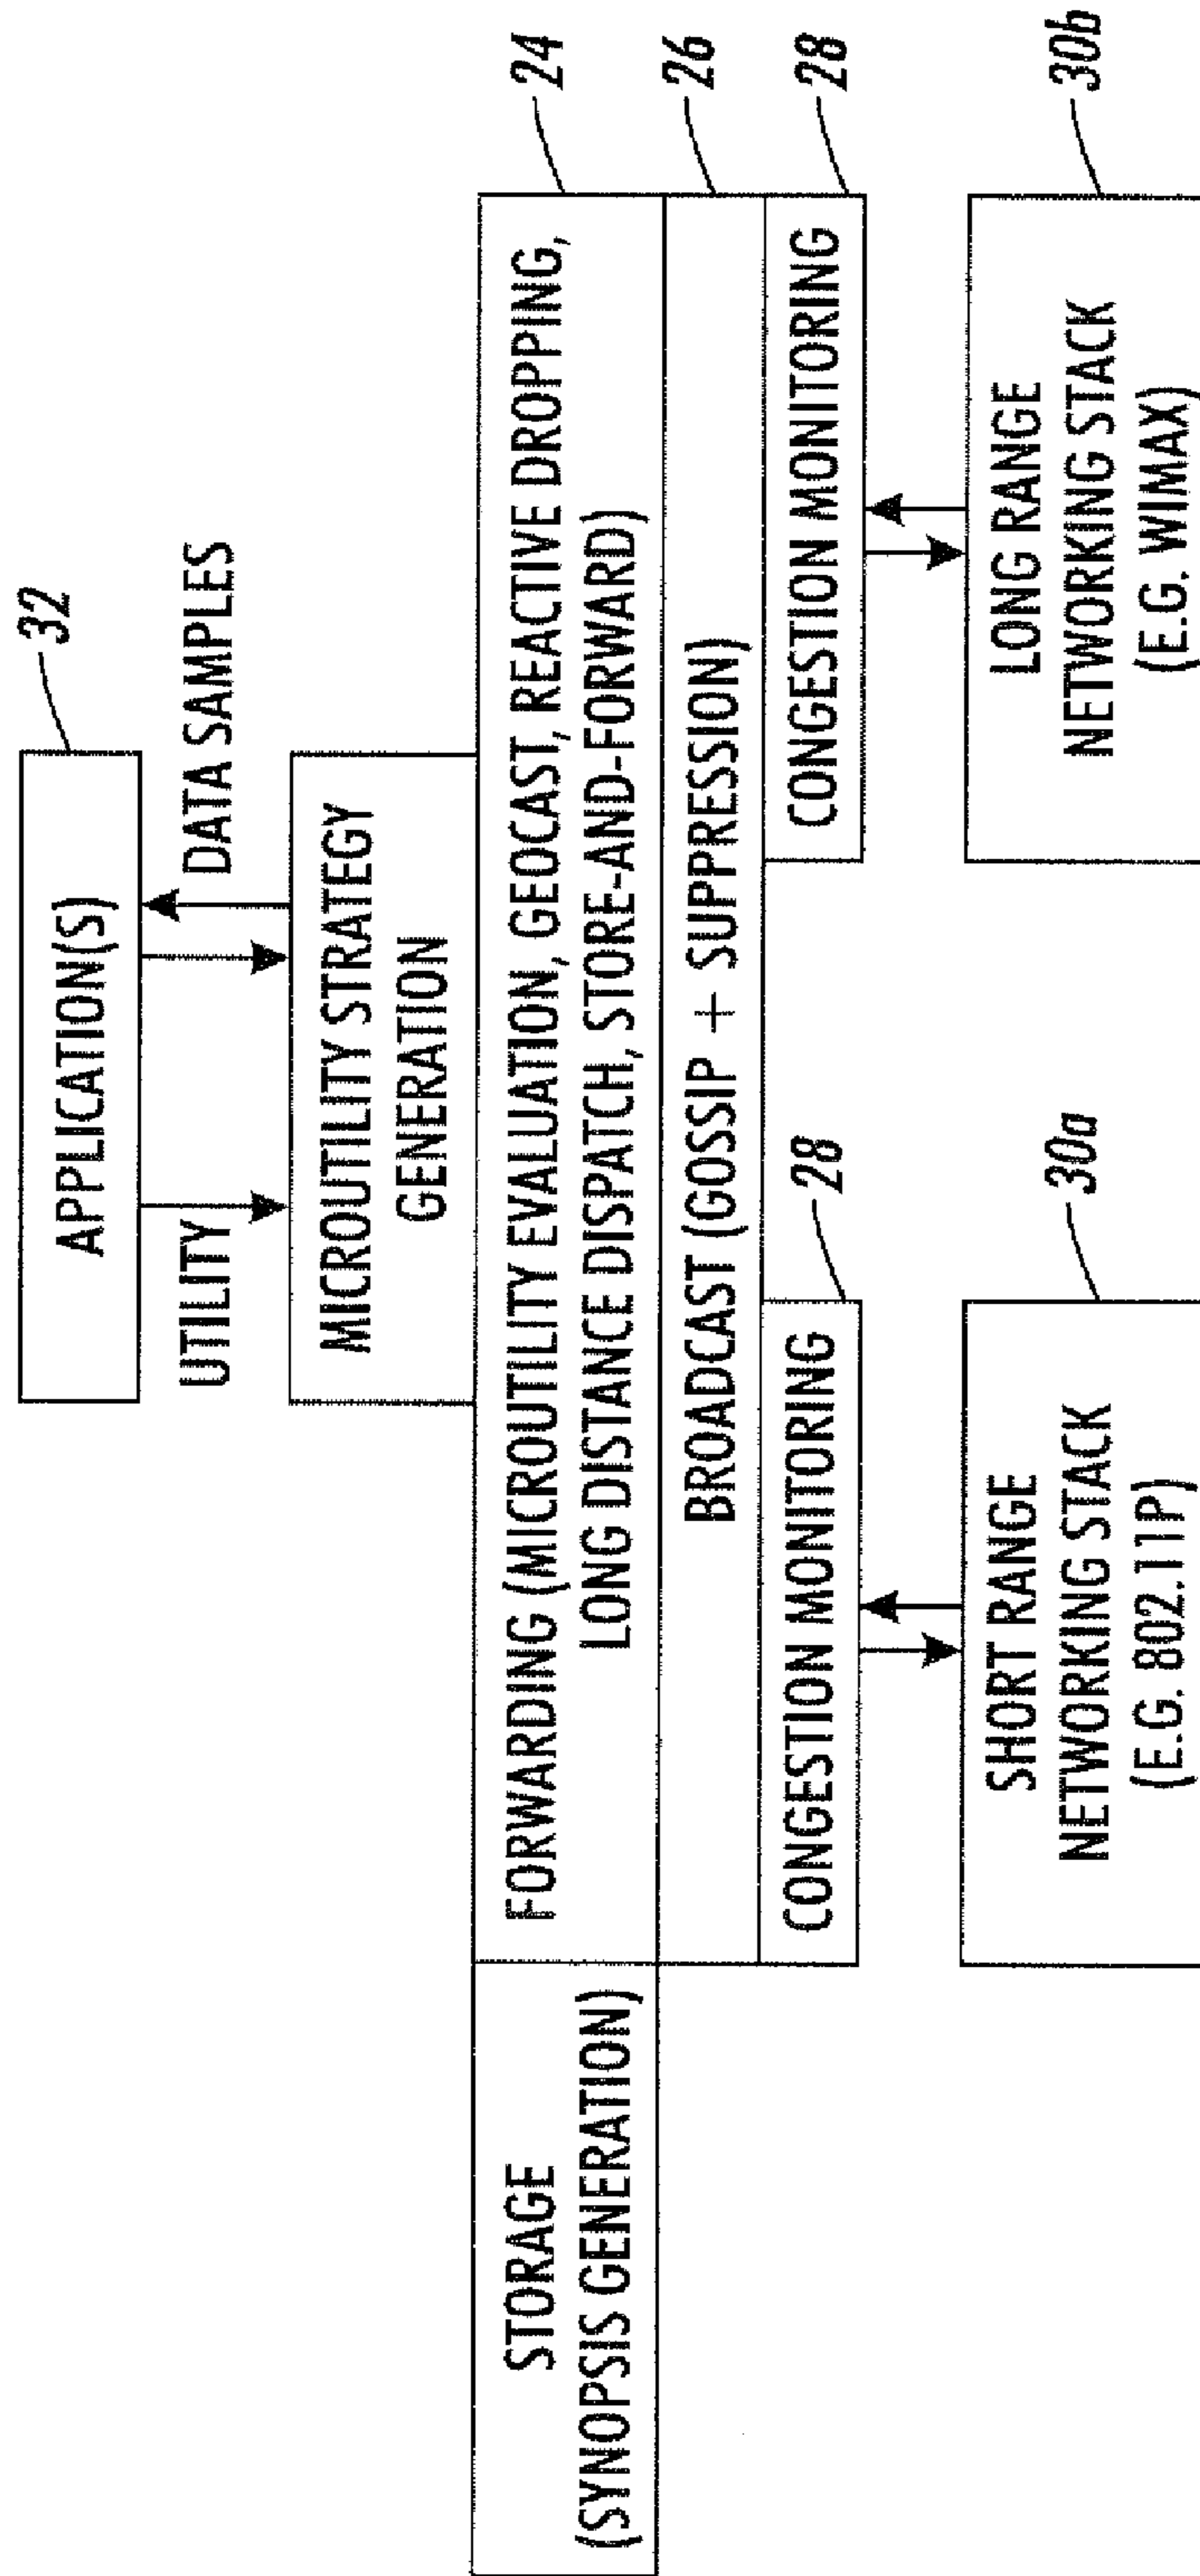 32
APPLICATION(S)
UTILITY
DATA SAMPLES
MICROUTILITY STRATEGY
GENERATION
24
STORAGE
(SYNOPSIS GENERATION)
FORWARDING (MICROUTILITY EVALUATION, GEOCAST, REACTIVE DROPPING,
LONG DISTANCE DISPATCH, STORE-AND-FORWARD)
26
BROADCAST (GOSSIP + SUPPRESSION)
28
CONGESTION MONITORING
28
CONGESTION MONITORING
30a
SHORT RANGE
NETWORKING STACK
(E.G. 802.11P)
30b
LONG RANGE
NETWORKING STACK
(E.G. WIMAX)